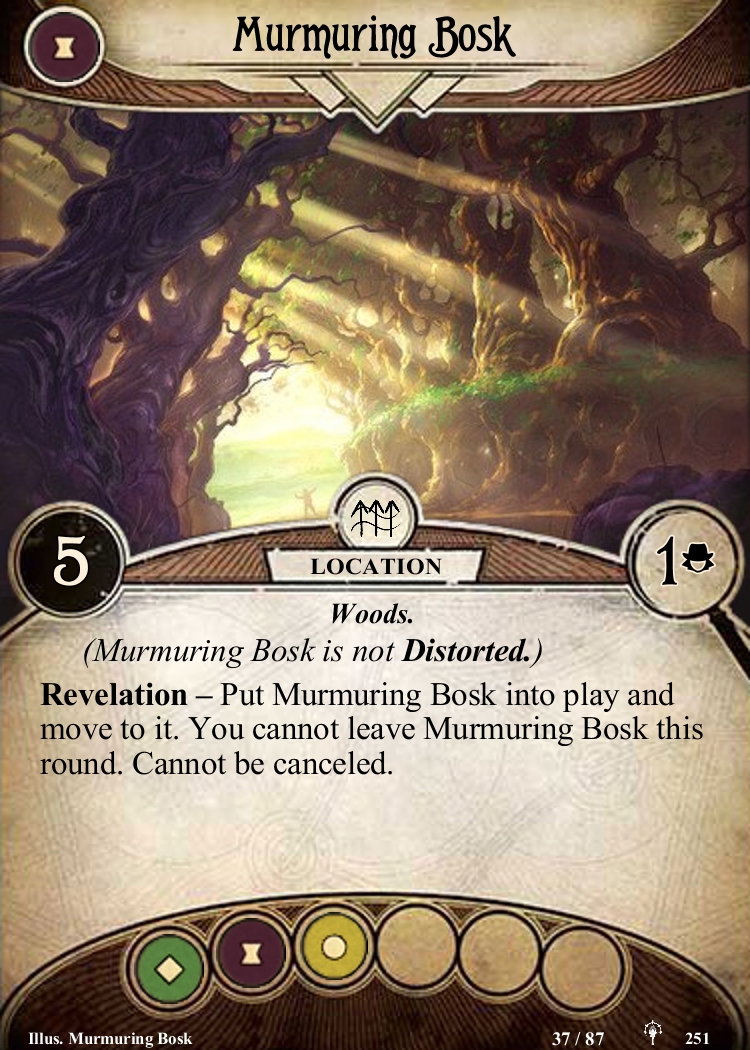 Murmuring Bosk
5
1
LOCATION
Woods.
(Murmuring Bosk is not Distorted.)
Revelation – Put Murmuring Bosk into play and
move to it. You cannot leave Murmuring Bosk this
round. Cannot be canceled.
Illus. Murmuring Bosk 37 / 87 251